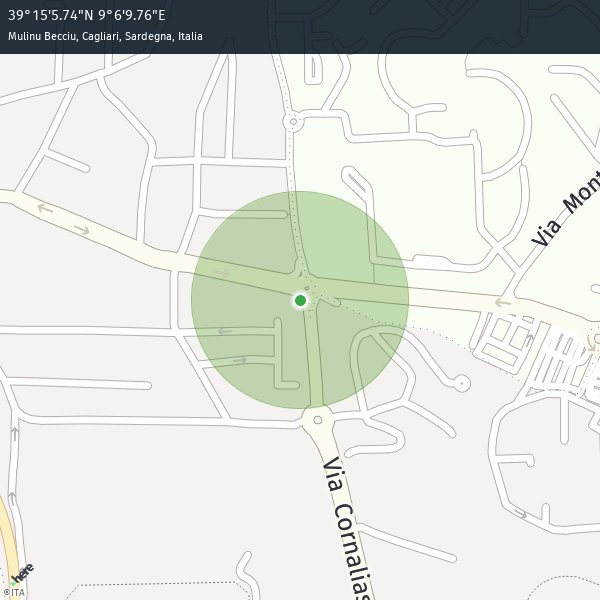 39°15'5.74"N 9°6'9.76"E
Mulinu Becciu, Cagliari, Sardegna, Italia
Via Mont
Via Cornalias
here
©ITA